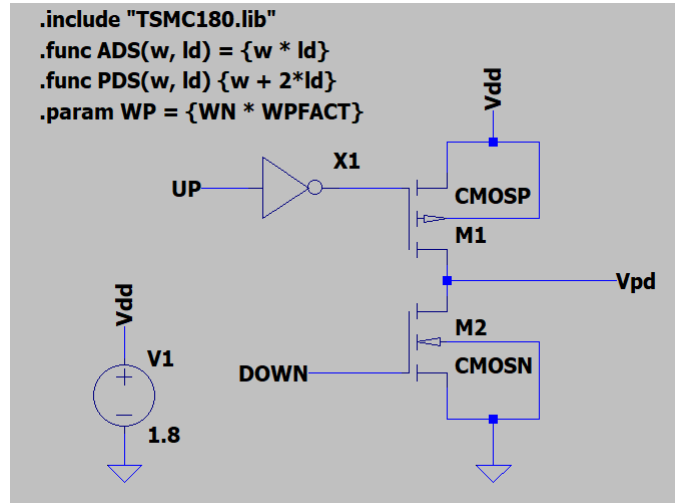 .include "TSMC180.lib"
.func ADS(w, ld) = {w * ld}
.func PDS(w, ld) {w + 2*ld}
.param WP = {WN * WPFACT}
Vdd
X1
UP
CMOSP
M1
Vpd
Vdd
M2
V1
DOWN
CMOSN
1.8